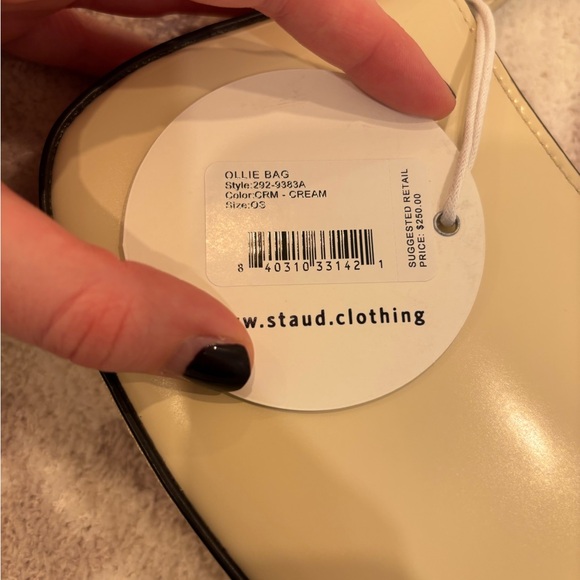 OLLIE BAG
Style:292-9383A
Color:CRM - CREAM
Size:OS
8 40310 33142 1
SUGGESTED RETAIL
PRICE: $250.00
w.staud.clothing